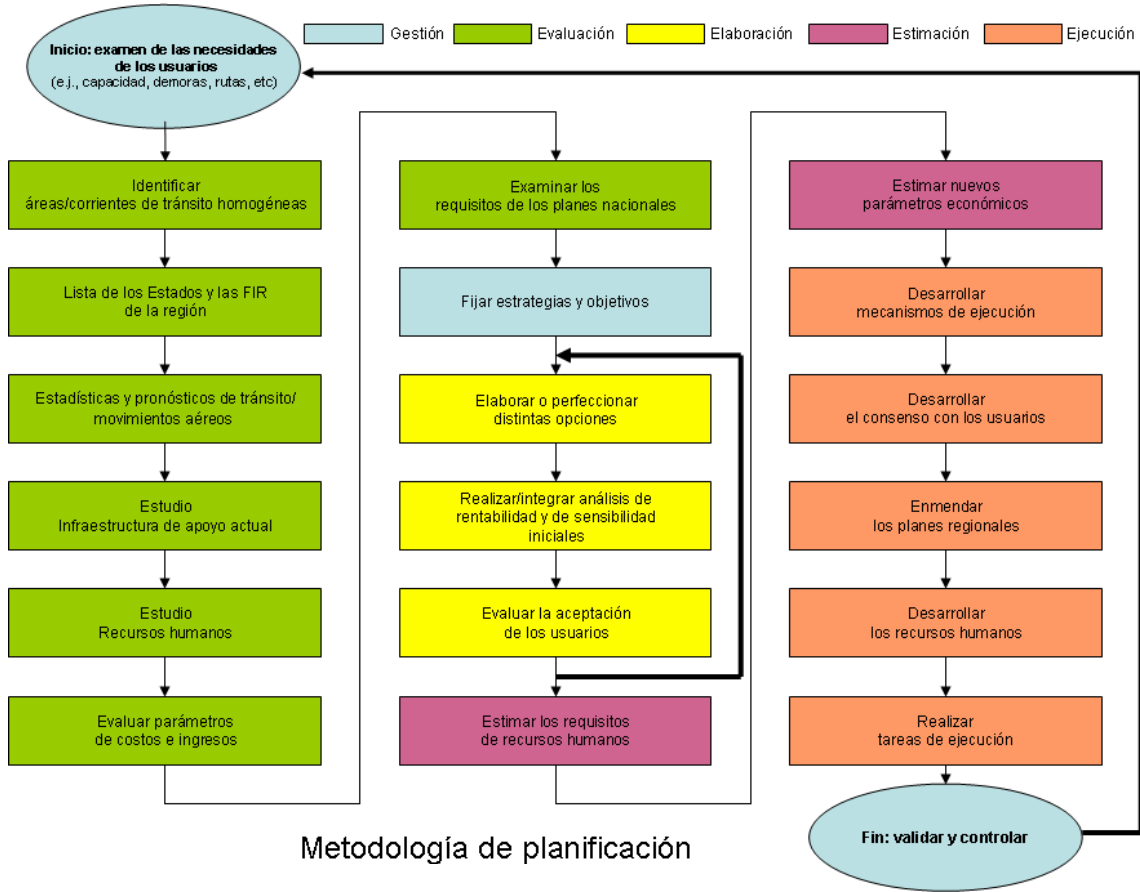 Inicio: examen de las necesidades
de los usuarios
(e.j., capacidad, demoras, rutas, etc)
Gestión
Evaluación
Elaboración
Estimación
Ejecución
Identificar
áreas/corrientes de tránsito homogéneas
Lista de los Estados y las FIR
de la región
Estadísticas y pronósticos de tránsito/
movimientos aéreos
Estudio
Infraestructura de apoyo actual
Estudio
Recursos humanos
Evaluar parámetros
de costos e ingresos
Examinar los
requisitos de los planes nacionales
Fijar estrategias y objetivos
Elaborar o perfeccionar
distintas opciones
Realizar/integrar análisis de
rentabilidad y de sensibilidad
iniciales
Evaluar la aceptación
de los usuarios
Estimar los requisitos
de recursos humanos
Estimar nuevos
parámetros económicos
Desarrollar
mecanismos de ejecución
Desarrollar
el consenso con los usuarios
Enmendar
los planes regionales
Desarrollar
los recursos humanos
Realizar
tareas de ejecución
Fin: validar y controlar
Metodología de planificación